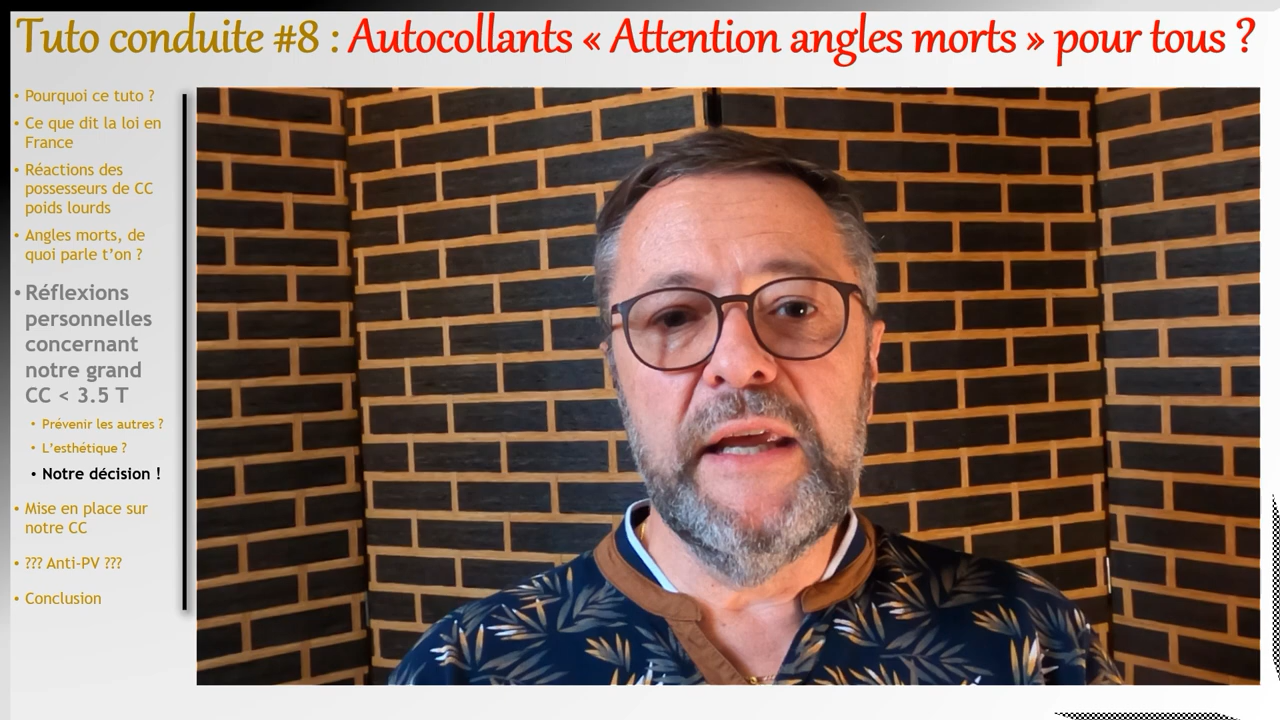 Tuto conduite #8 : Autocollants « Attention angles morts » pour tous ?
• Pourquoi ce tuto ?
• Ce que dit la loi en
France
• Réactions des
possesseurs de CC
poids lourds
• Angles morts, de
quoi parle t'on ?
• Réflexions
personnelles
concernant
notre grand
CC < 3.5 T
• Prévenir les autres ?
• L'esthétique ?
• Notre décision !
• Mise en place sur
notre CC
• ??? Anti-PV ???
• Conclusion